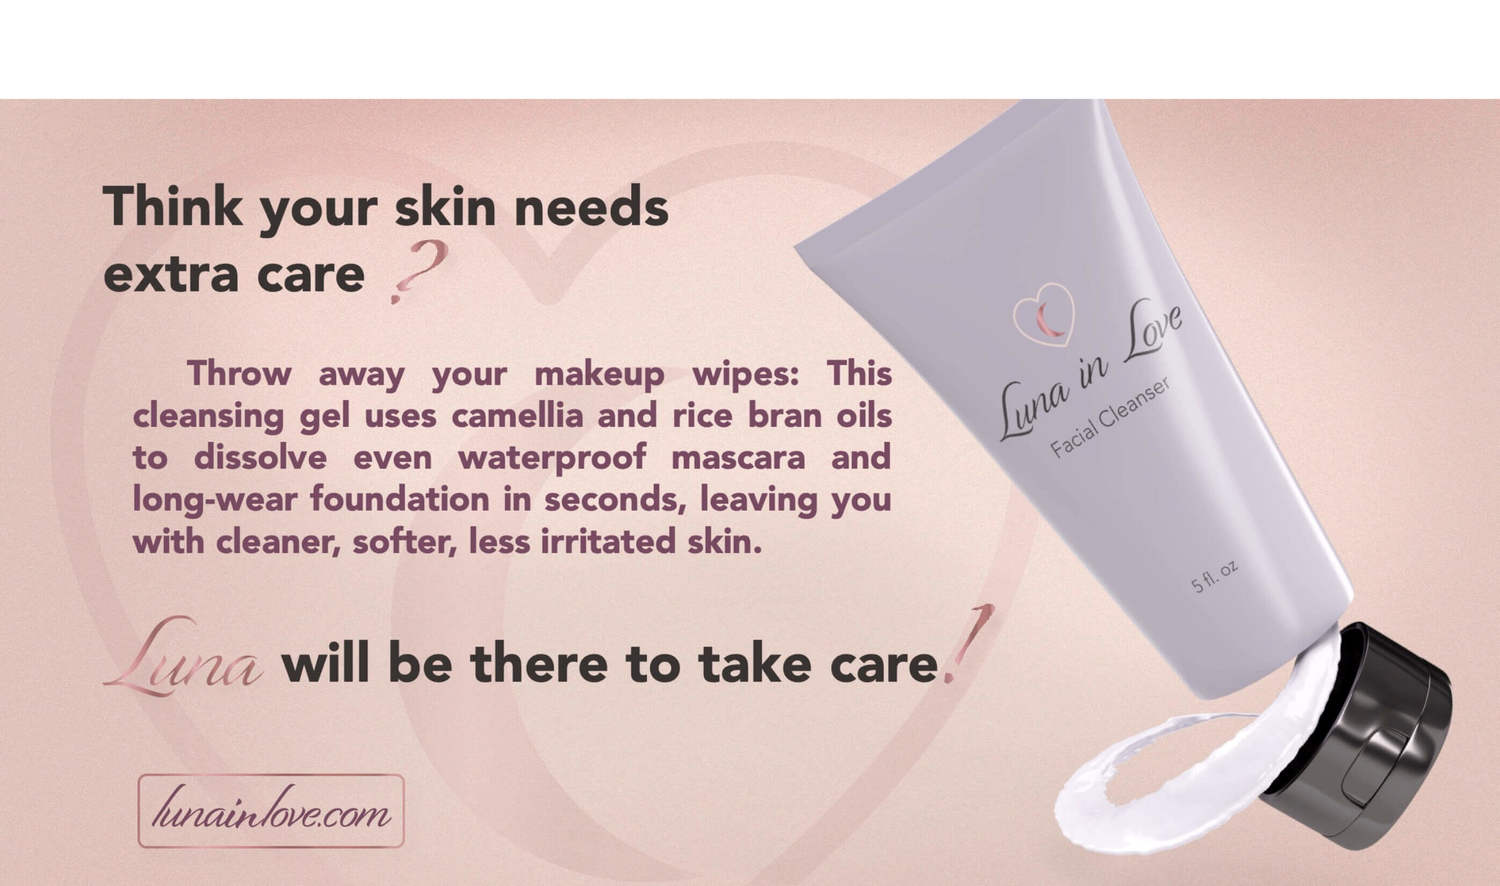 Think your skin needs
extra care ?
Throw away your makeup wipes: This
cleansing gel uses camellia and rice bran oils
to dissolve even waterproof mascara and
long-wear foundation in seconds, leaving you
with cleaner, softer, less irritated skin.
Luna will be there to take care!
lunainlove.com
Luna in Love
Facial Cleanser
5 fl. oz